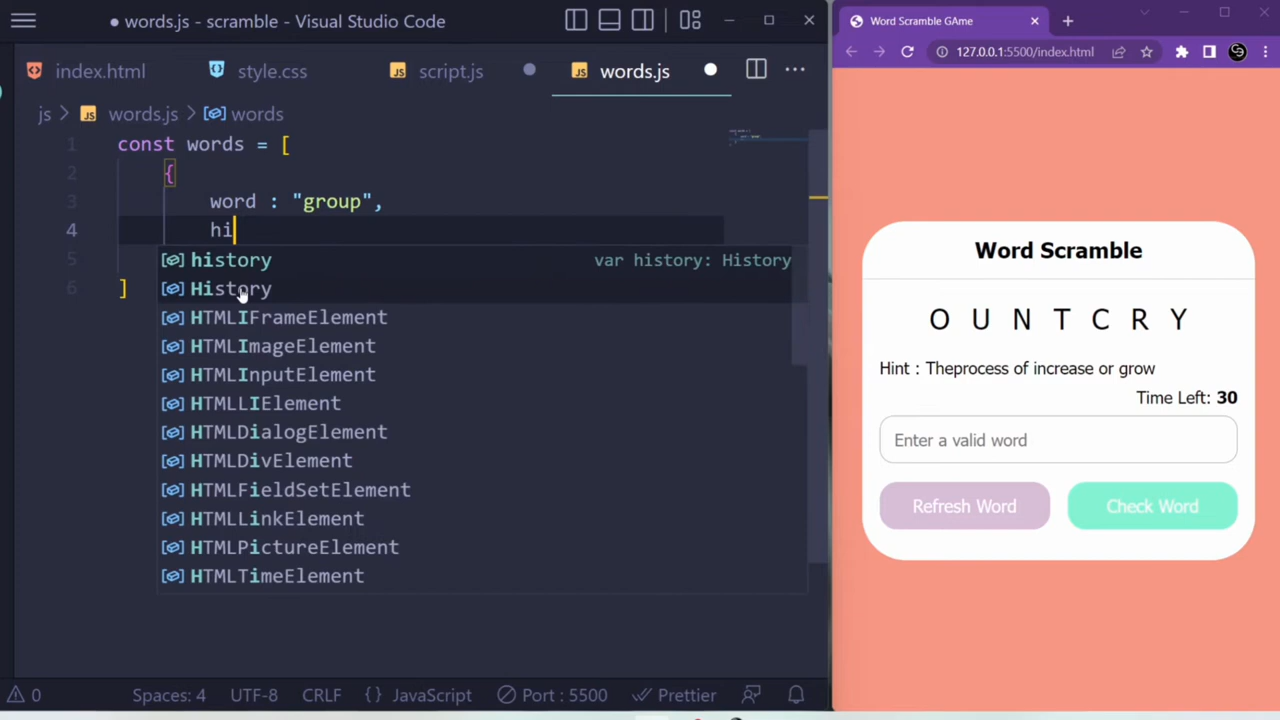 ● words.js - scramble - Visual Studio Code
index.html
style.css
script.js
words.js
js > words.js > words
1 const words = [
2 {
3 word : "group",
4 hi
5
6 ]
history var history: History
History
HTMLIFrameElement
HTMLImageElement
HTMLInputElement
HTMLLIElement
HTMLDialogElement
HTMLDivElement
HTMLFieldSetElement
HTMLLinkElement
HTMLPictureElement
HTMLTimeElement
0 Spaces: 4 UTF-8 CRLF {} JavaScript Port : 5500 Prettier
Word Scramble GAme
127.0.0.1:5500/index.html
Word Scramble
O U N T C R Y
Hint : Theprocess of increase or grow
Time Left: 30
Enter a valid word
Refresh Word Check Word